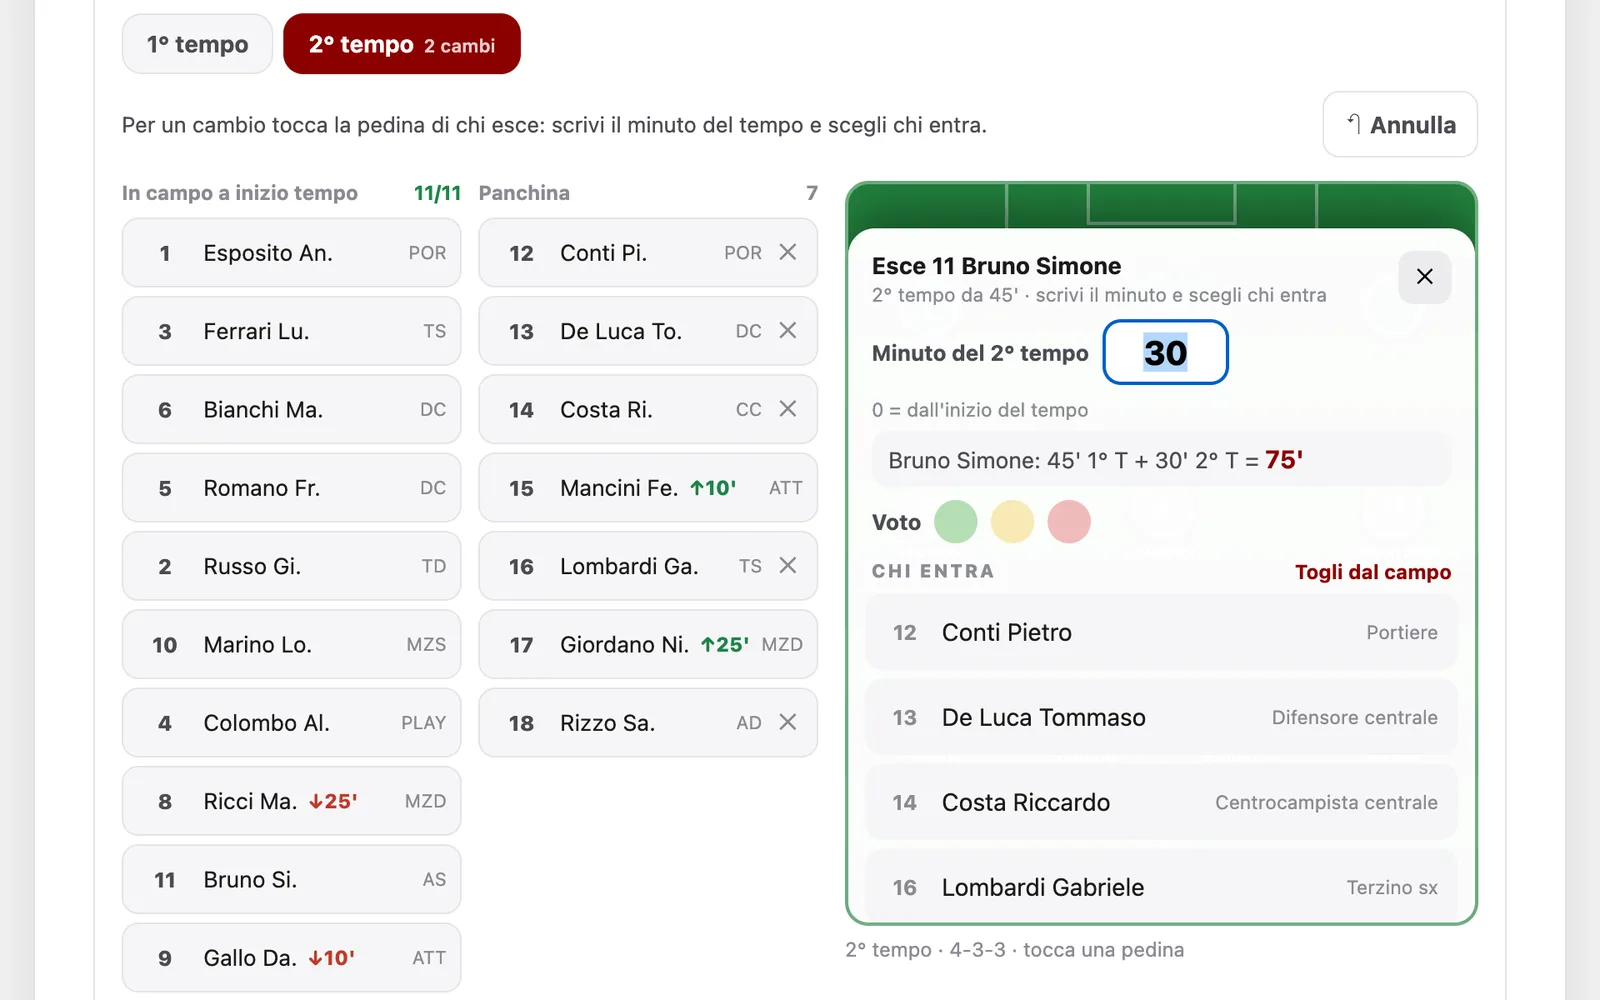 1° tempo
2° tempo 2 cambi
Per un cambio tocca la pedina di chi esce: scrivi il minuto del tempo e scegli chi entra.
Annulla
In campo a inizio tempo 11/11
1 Esposito An. POR
3 Ferrari Lu. TS
6 Bianchi Ma. DC
5 Romano Fr. DC
2 Russo Gi. TD
10 Marino Lo. MZS
4 Colombo Al. PLAY
8 Ricci Ma. ↓25' MZD
11 Bruno Si. AS
9 Gallo Da. ↓10' ATT
Panchina 7
12 Conti Pi. POR ×
13 De Luca To. DC ×
14 Costa Ri. CC ×
15 Mancini Fe. ↑10' ATT
16 Lombardi Ga. TS ×
17 Giordano Ni. ↑25' MZD
18 Rizzo Sa. AD ×
Esce 11 Bruno Simone ×
2° tempo da 45' · scrivi il minuto e scegli chi entra
Minuto del 2° tempo 30
0 = dall'inizio del tempo
Bruno Simone: 45' 1° T + 30' 2° T = 75'
Voto
CHI ENTRA Togli dal campo
12 Conti Pietro Portiere
13 De Luca Tommaso Difensore centrale
14 Costa Riccardo Centrocampista centrale
16 Lombardi Gabriele Terzino sx
2° tempo · 4-3-3 · tocca una pedina